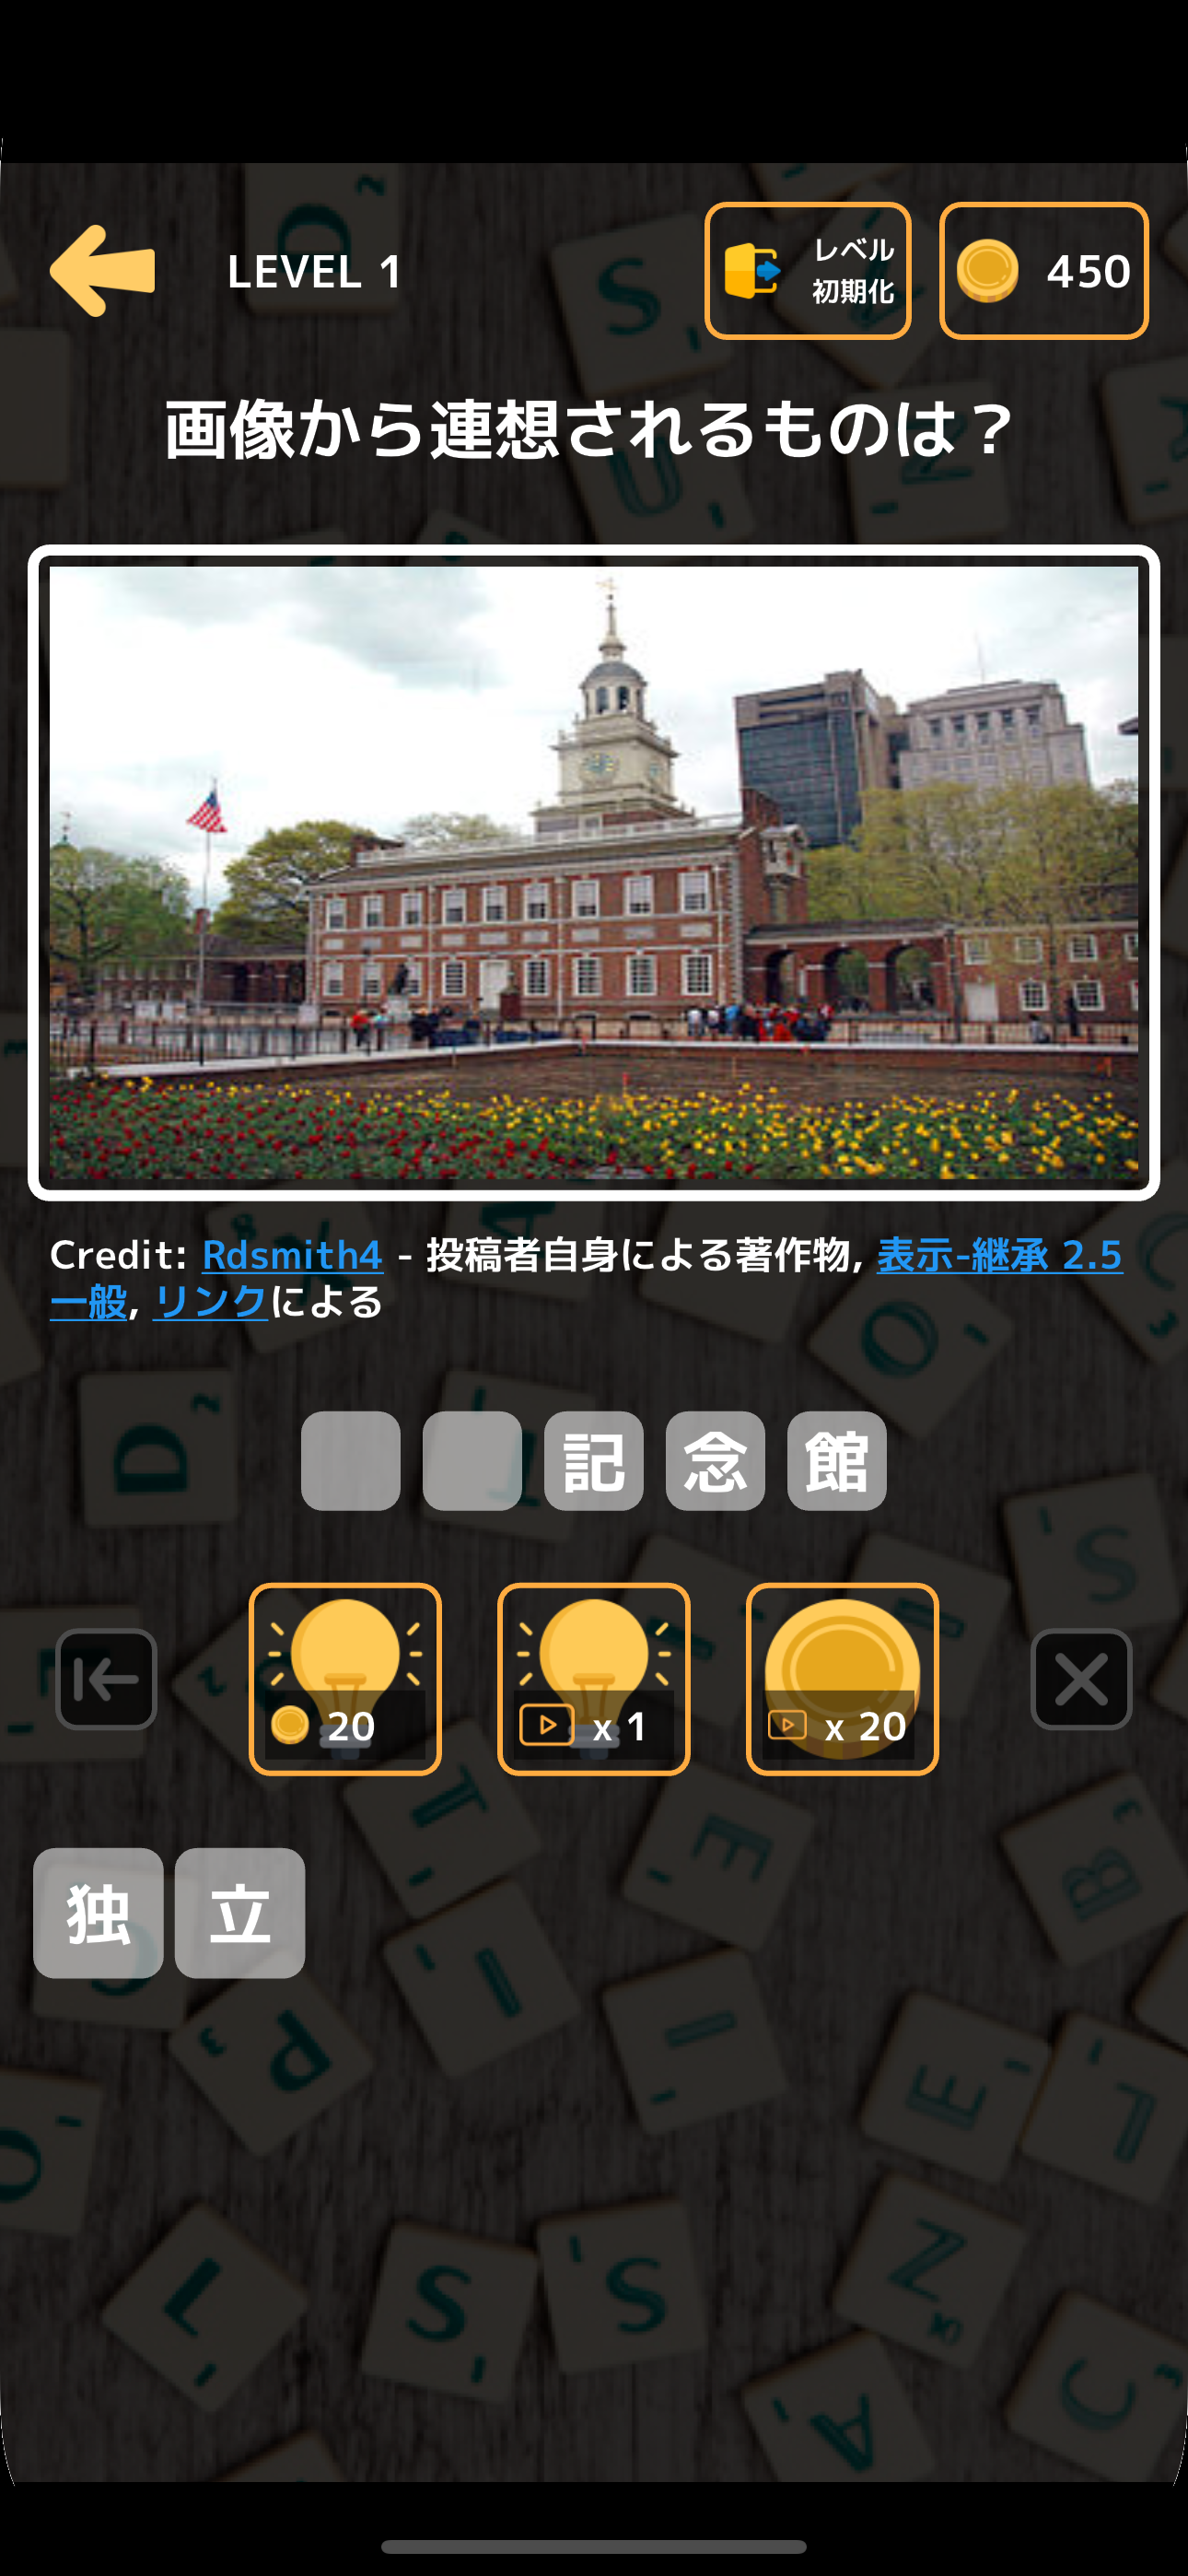 LEVEL 1
レベル
初期化
450
画像から連想されるものは？
Credit: Rdsmith4 - 投稿者自身による著作物, 表示-継承 2.5
一般, リンクによる
記念館
20
x 1
x 20
独立